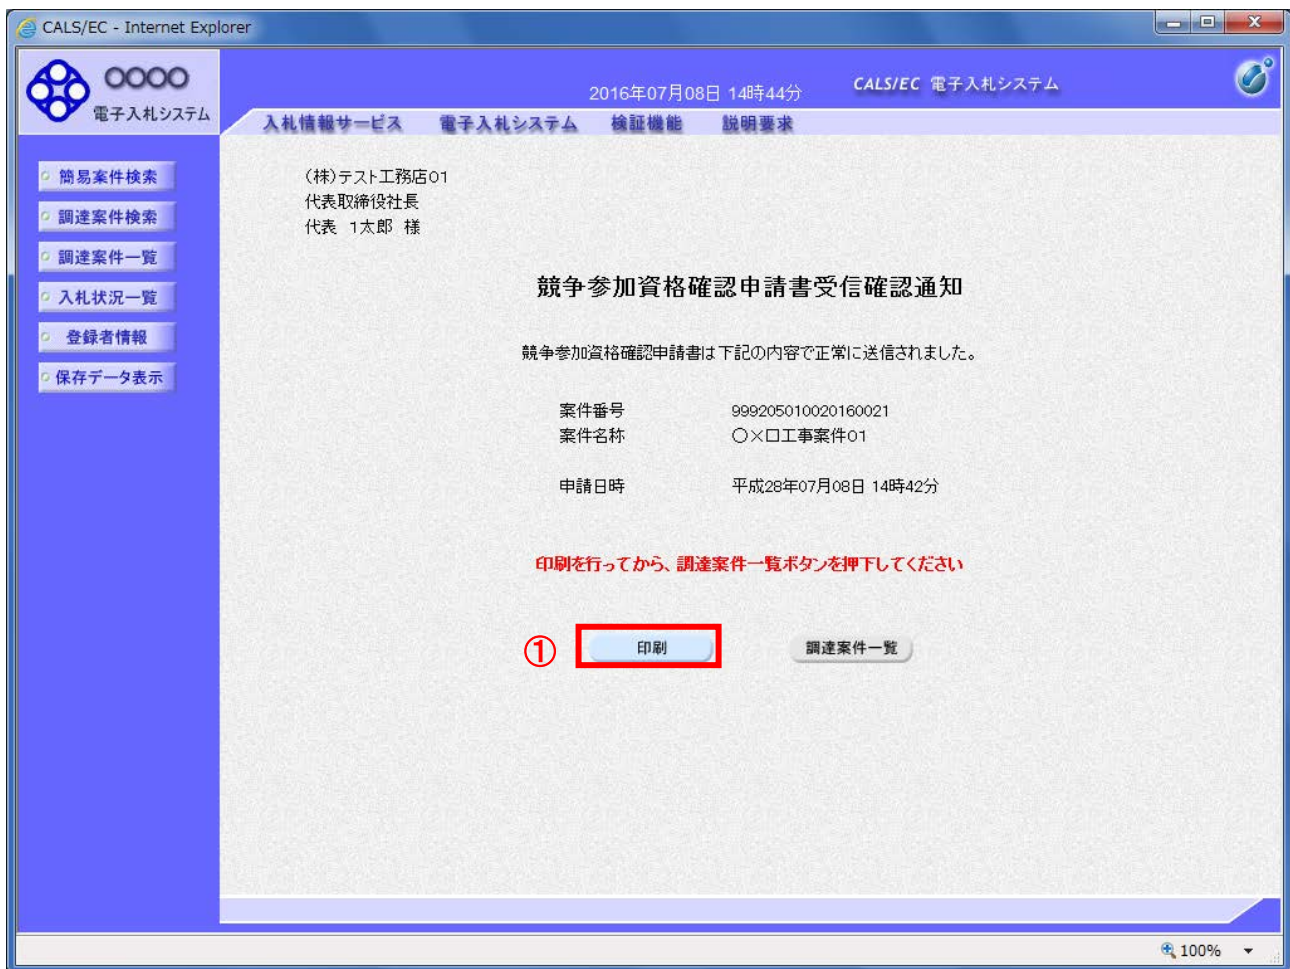 CALS/EC - Internet Explorer
○○○○
電子入札システム
2016年07月08日 14時44分
CALS/EC 電子入札システム
入札情報サービス 電子入札システム 検証機能 説明要求
簡易案件検索
調達案件検索
調達案件一覧
入札状況一覧
登録者情報
保存データ表示
(株)テスト工務店01
代表取締役社長
代表 1太郎 様
競争参加資格確認申請書受信確認通知
競争参加資格確認申請書は下記の内容で正常に送信されました。
案件番号 999205010020160021
案件名称 ○×口工事案件01
申請日時 平成28年07月08日 14時42分
印刷を行ってから、調達案件一覧ボタンを押下してください
① 印刷 調達案件一覧
100%